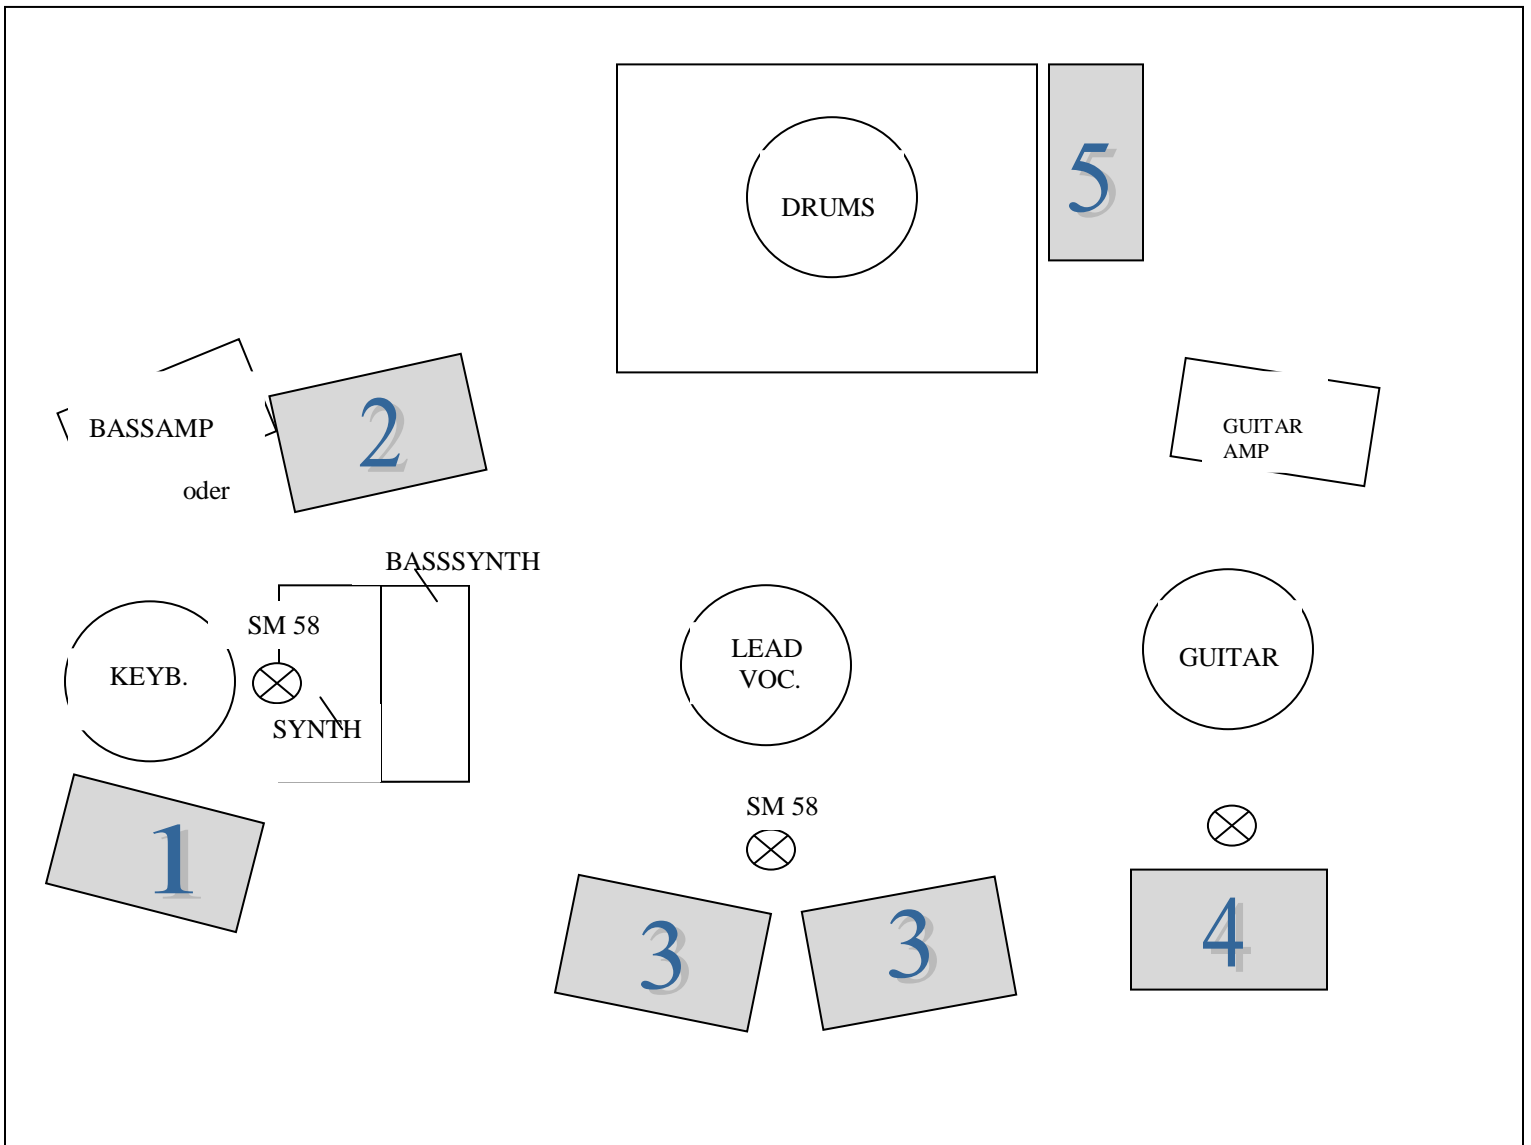 5
DRUMS
2
BASSAMP
GUITAR
AMP
oder
BASSSYNTH
SM 58
LEAD
VOC.
GUITAR
KEYB.
SYNTH
SM 58
1
3
3
4